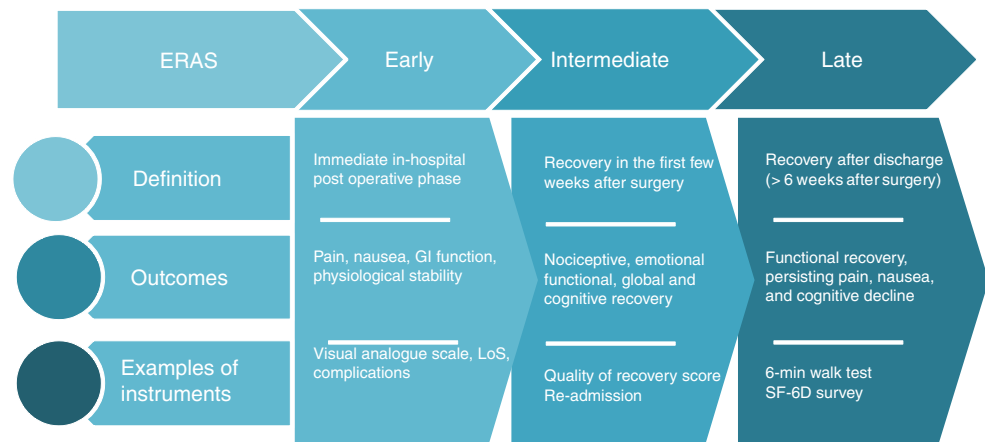 ERAS
Early
Intermediate
Late
Definition
Immediate in-hospital
post operative phase
Recovery in the first few
weeks after surgery
Recovery after discharge
(> 6 weeks after surgery)
Outcomes
Pain, nausea, GI function,
physiological stability
Nociceptive, emotional
functional, global and
cognitive recovery
Functional recovery,
persisting pain, nausea,
and cognitive decline
Examples of
instruments
Visual analogue scale, LoS,
complications
Quality of recovery score
Re-admission
6-min walk test
SF-6D survey